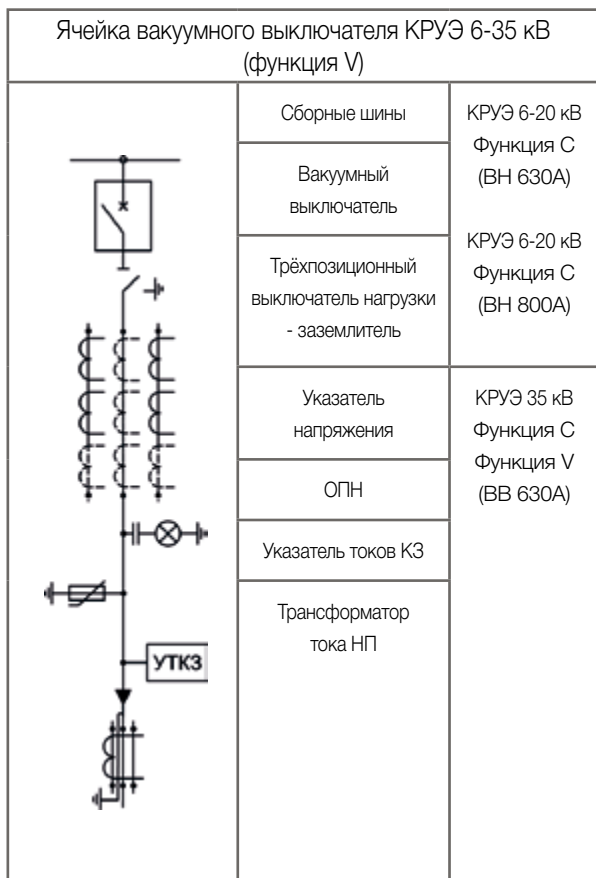 Ячейка вакуумного выключателя КРУЭ 6-35 кВ
(функция V)
Сборные шины
Вакуумный
выключатель
Трёхпозиционный
выключатель нагрузки
- заземлитель
Указатель
напряжения
ОПН
Указатель токов КЗ
Трансформатор
тока НП
КРУЭ 6-20 кВ
Функция С
(ВН 630А)
КРУЭ 6-20 кВ
Функция С
(ВН 800А)
КРУЭ 35 кВ
Функция С
Функция V
(ВВ 630А)
УТКЗ